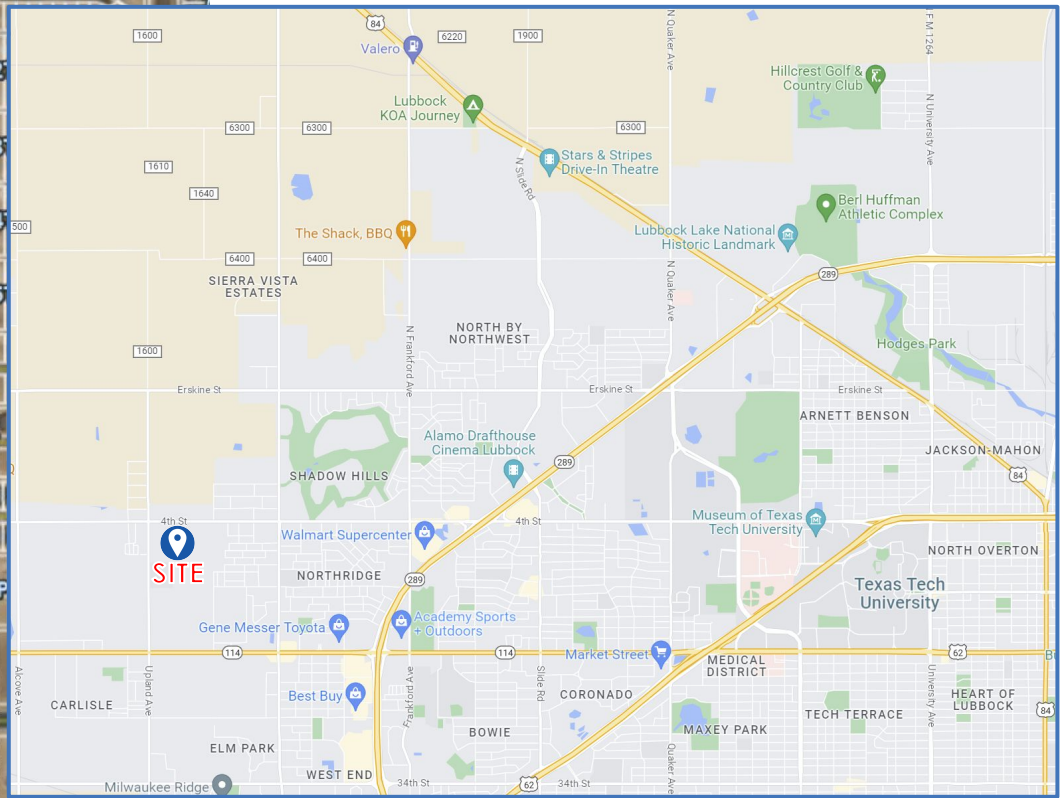 84
1600
6220
1900
N Quaker Ave
F.M. 1264
Valero
Hillcrest Golf &
Country Club
Lubbock
KOA Journey
N University Ave
6300
6300
6300
Stars & Stripes
Drive-In Theatre
1610
N Slide Rd
1640
Berl Huffman
Athletic Complex
500
The Shack, BBQ
Lubbock Lake National
Historic Landmark
6400
6400
289
SIERRA VISTA
ESTATES
N Quaker Ave
NORTH BY
NORTHWEST
N Frankford Ave
1600
Hodges Park
Erskine St
Erskine St
Erskine St
ARNETT BENSON
Alamo Drafthouse
Cinema Lubbock
JACKSON-MAHON
289
SHADOW HILLS
84
4th St
4th St
Museum of Texas
Tech University
Walmart Supercenter
SITE
NORTHRIDGE
289
NORTH OVERTON
Texas Tech
University
Academy Sports
+ Outdoors
Gene Messer Toyota
114
114
Market Street
62
MEDICAL
DISTRICT
Alcove Ave
Upland Ave
Frankford Ave
Slide Rd
University Ave
Best Buy
CORONADO
HEART OF
LUBBOCK
CARLISLE
TECH TERRACE
84
BOWIE
MAXEY PARK
ELM PARK
Quaker Ave
WEST END
34th St
62
34th St
Milwaukee Ridge